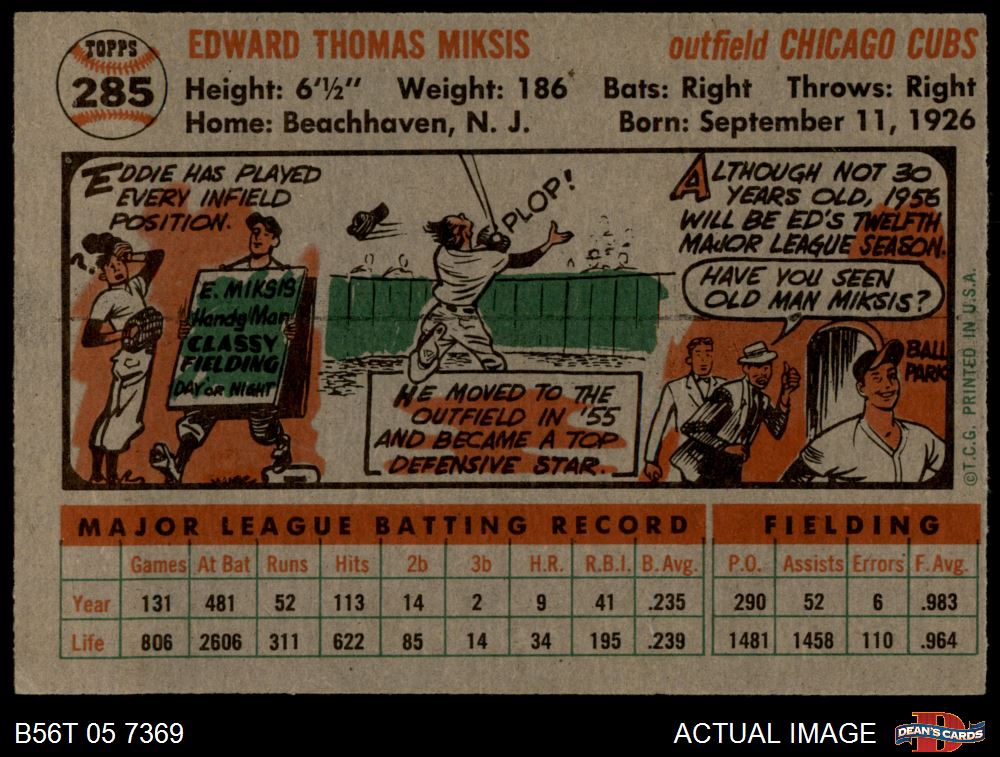 TOPPS
285
EDWARD THOMAS MIKSIS
outfield CHICAGO CUBS
Height: 6'½" Weight: 186 Bats: Right Throws: Right
Home: Beachhaven, N. J. Born: September 11, 1926
EDDIE HAS PLAYED
EVERY INFIELD
POSITION.
?
E. MIKSIS
Handy Man
CLASSY
FIELDING
DAY OR NIGHT
PLOP!
HE MOVED TO THE
OUTFIELD IN '55
AND BECAME A TOP
DEFENSIVE STAR.
ALTHOUGH NOT 30
YEARS OLD, 1956
WILL BE ED'S TWELFTH
MAJOR LEAGUE SEASON.
HAVE YOU SEEN
OLD MAN MIKSIS?
BALL
PARK
© T.C.G. PRINTED IN U.S.A.
MAJOR LEAGUE BATTING RECORD FIELDING
Games At Bat Runs Hits 2b 3b H.R. R.B.I. B. Avg. P.O. Assists Errors F. Avg.
Year 131 481 52 113 14 2 9 41 .235 290 52 6 .983
Life 806 2606 311 622 85 14 34 195 .239 1481 1458 110 .964
B56T 05 7369
ACTUAL IMAGE
D
DEAN'S CARDS